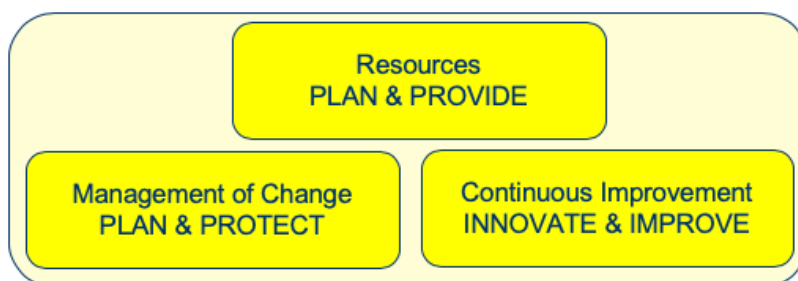 Resources
PLAN & PROVIDE
Management of Change
PLAN & PROTECT
Continuous Improvement
INNOVATE & IMPROVE